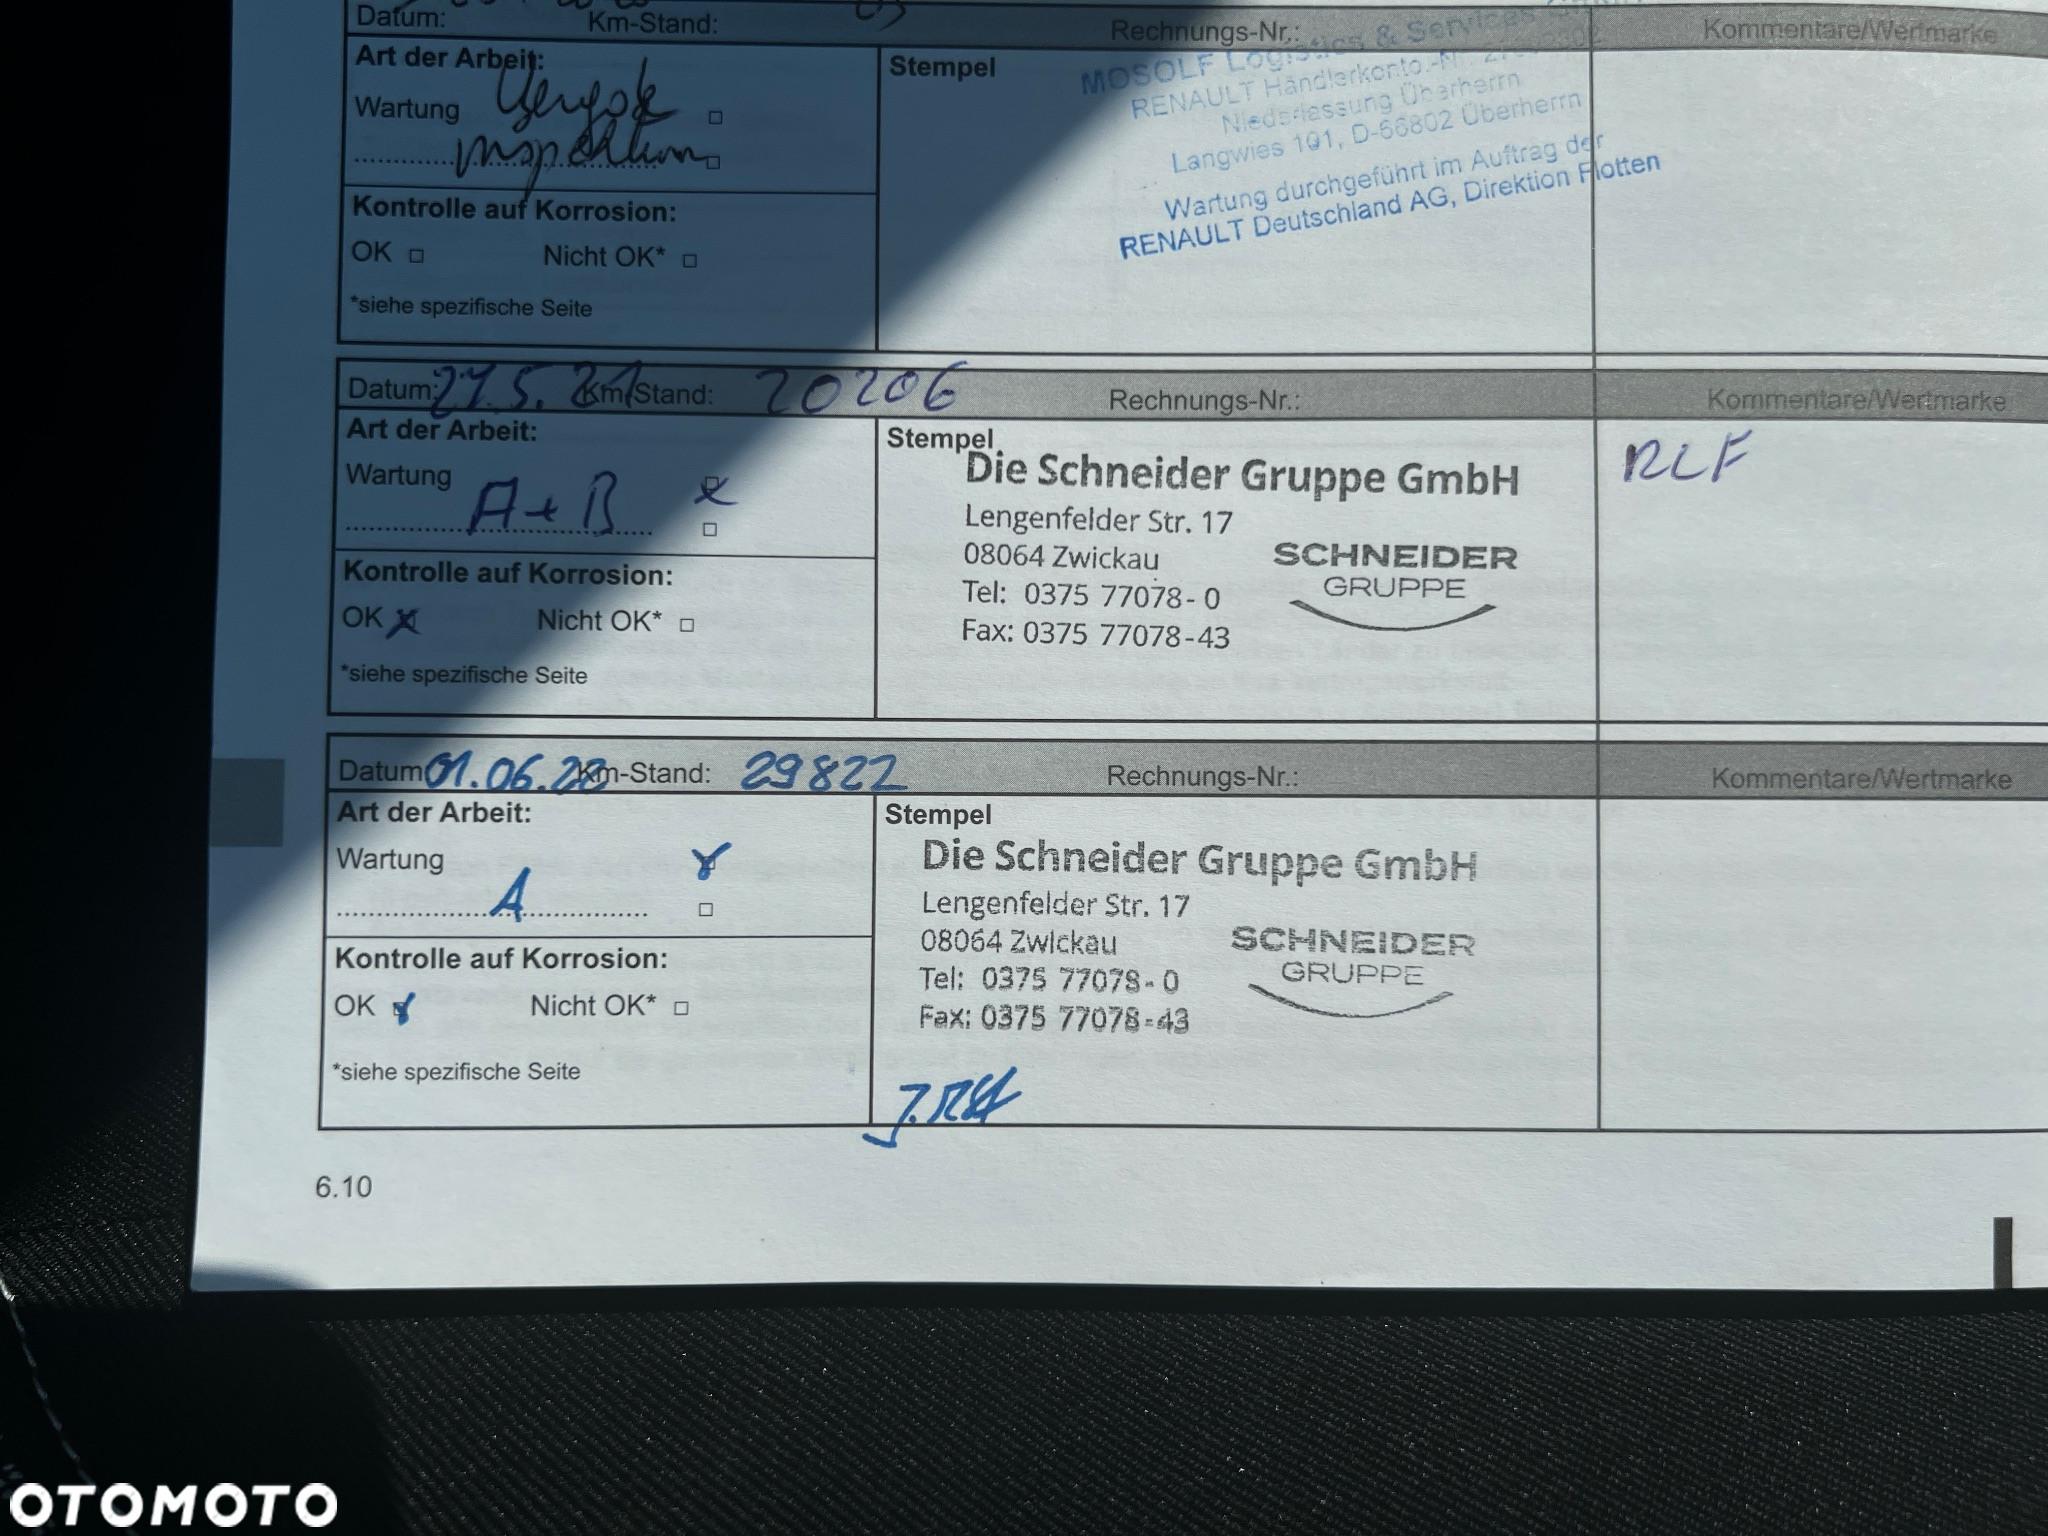 Datum: Km-Stand: Rechnungs-Nr.: Kommentare/Wertmarke
Art der Arbeit:
Wartung
Inspektion
Kontrolle auf Korrosion:
OK Nicht OK*
*siehe spezifische Seite
Stempel
MOSOLF Logistics & Services
RENAULT Händlerkonto.-Nr.
Niederlassung Überherrn
Langwies 101, D-66802 Überherrn
Wartung durchgeführt im Auftrag der
RENAULT Deutschland AG, Direktion Flotten
Datum: 27.5.21 Km-Stand: 20206 Rechnungs-Nr.: Kommentare/Wertmarke
Art der Arbeit:
Wartung x
A+B
Kontrolle auf Korrosion:
OK x Nicht OK*
*siehe spezifische Seite
Stempel
Die Schneider Gruppe GmbH
Lengenfelder Str. 17
08064 Zwickau
Tel: 0375 77078-0
Fax: 0375 77078-43
SCHNEIDER
GRUPPE
RLF
Datum 01.06.22 Km-Stand: 29822 Rechnungs-Nr.: Kommentare/Wertmarke
Art der Arbeit:
Wartung
A
Kontrolle auf Korrosion:
OK Nicht OK*
*siehe spezifische Seite
Stempel
Die Schneider Gruppe GmbH
Lengenfelder Str. 17
08064 Zwickau
Tel: 0375 77078-0
Fax: 0375 77078-43
SCHNEIDER
GRUPPE
6.10
OTOMOTO